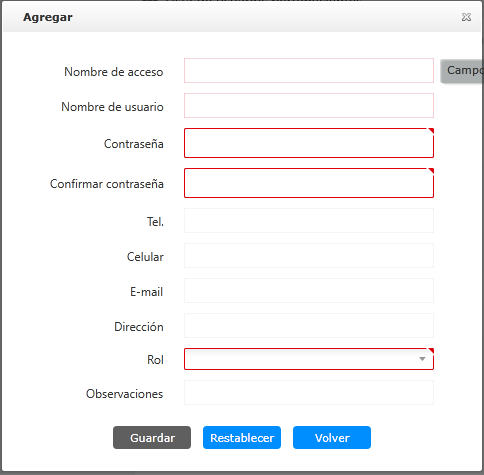 Agregar
Nombre de acceso
Campo
Nombre de usuario
Contraseña
Confirmar contraseña
Tel.
Celular
E-mail
Dirección
Rol
Observaciones
Guardar Restablecer Volver